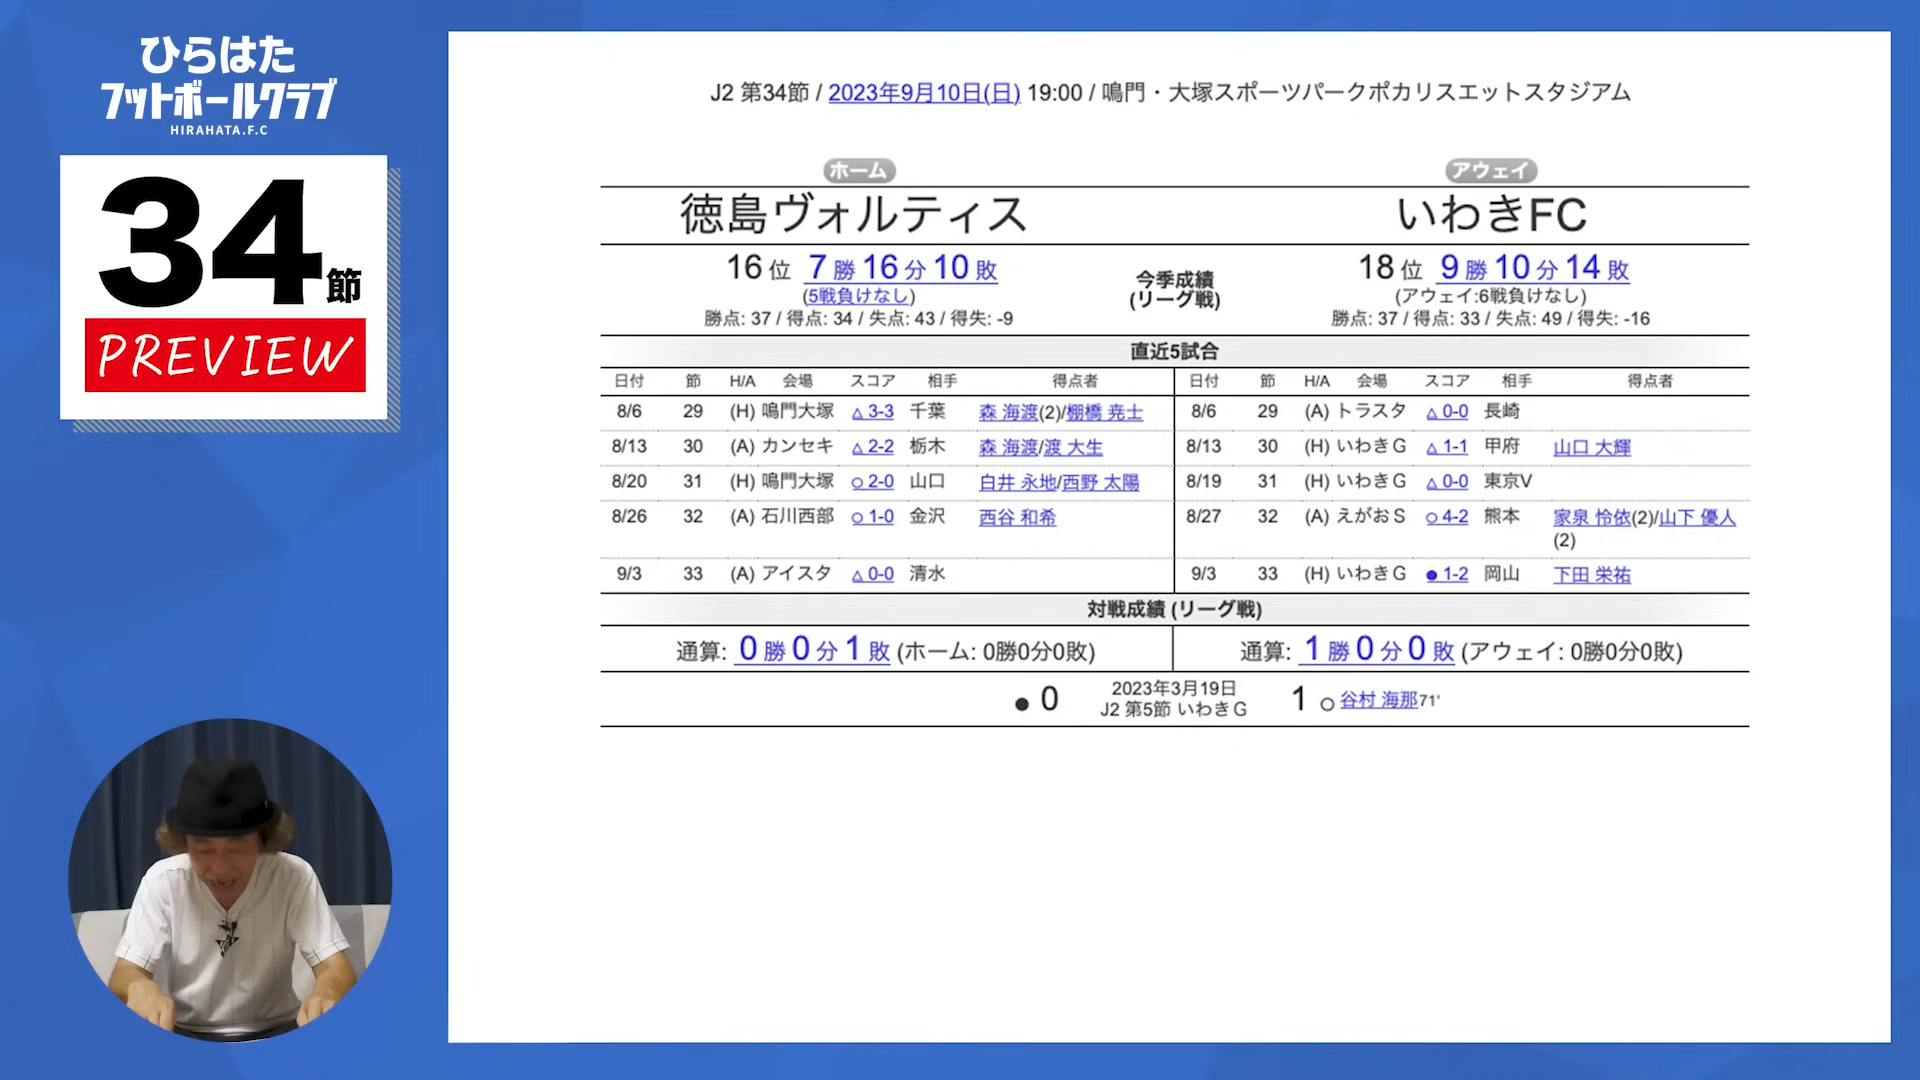 ひらはた
フットボールクラブ
HIRAHATA.F.C
34節
PREVIEW
J2 第34節 / 2023年9月10日(日) 19:00 / 鳴門・大塚スポーツパークポカリスエットスタジアム
ホーム アウェイ
徳島ヴォルティス いわきFC
16位 7勝16分10敗 今季成績 18位 9勝10分14敗
(5戦負けなし) (リーグ戦) (アウェイ:6戦負けなし)
勝点: 37 / 得点: 34 / 失点: 43 / 得失: -9 勝点: 37 / 得点: 33 / 失点: 49 / 得失: -16
直近5試合
日付 節 H/A 会場 スコア 相手 得点者 日付 節 H/A 会場 スコア 相手 得点者
8/6 29 (H) 鳴門大塚 △ 3-3 千葉 森 海渡(2)/棚橋 尭士 8/6 29 (A) トラスタ △ 0-0 長崎
8/13 30 (A) カンセキ △ 2-2 栃木 森 海渡/渡 大生 8/13 30 (H) いわきG △ 1-1 甲府 山口 大輝
8/20 31 (H) 鳴門大塚 ○ 2-0 山口 白井 永地/西野 太陽 8/19 31 (H) いわきG △ 0-0 東京V
8/26 32 (A) 石川西部 ○ 1-0 金沢 西谷 和希 8/27 32 (A) えがおS ○ 4-2 熊本 家泉 怜依(2)/山下 優人
(2)
9/3 33 (A) アイスタ △ 0-0 清水 9/3 33 (H) いわきG ● 1-2 岡山 下田 栄祐
対戦成績 (リーグ戦)
通算: 0勝0分1敗 (ホーム: 0勝0分0敗) 通算: 1勝0分0敗 (アウェイ: 0勝0分0敗)
● 0 2023年3月19日 1 ○ 谷村 海那71'
J2 第5節 いわきG